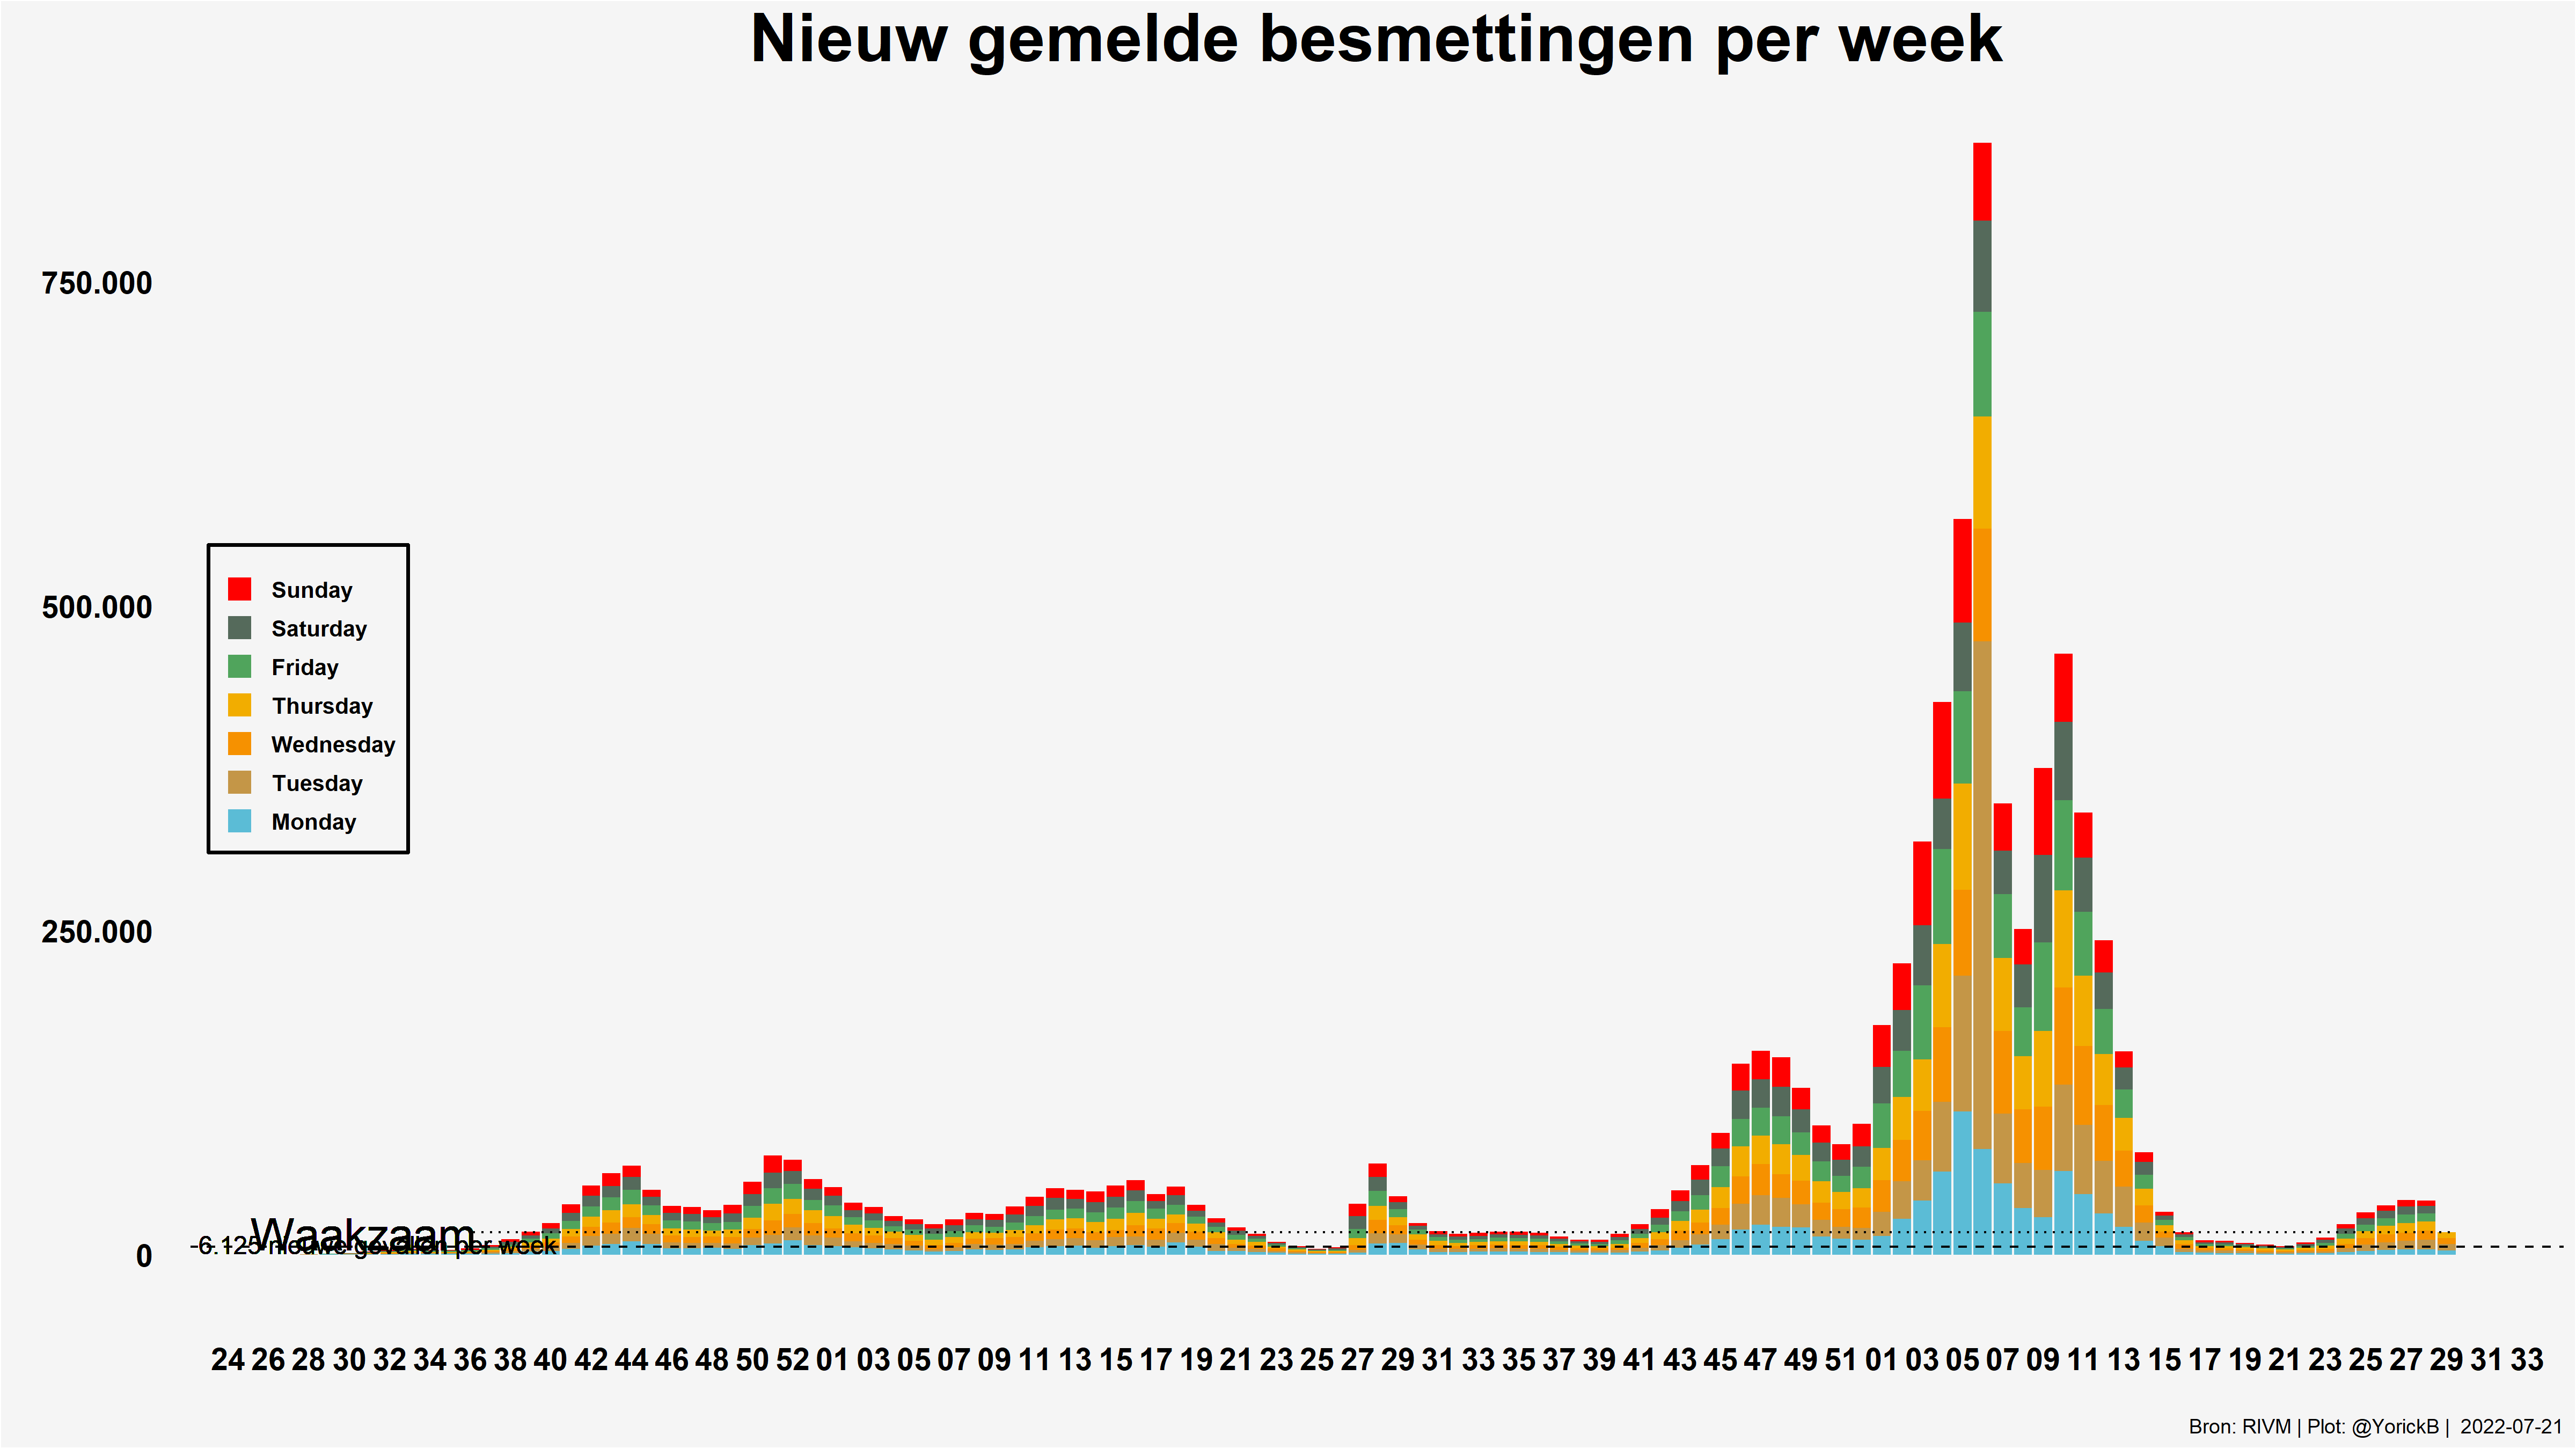 Nieuw gemelde besmettingen per week
750.000
500.000
250.000
0
Sunday
Saturday
Friday
Thursday
Wednesday
Tuesday
Monday
Waakzaam
per week
24 26 28 30 32 34 36 38 40 42 44 46 48 50 52 01 03 05 07 09 11 13 15 17 19 21 23 25 27 29 31 33 35 37 39 41 43 45 47 49 51 01 03 05 07 09 11 13 15 17 19 21 23 25 27 29 31 33
Bron: RIVM | Plot: @YorickB | 2022-07-21